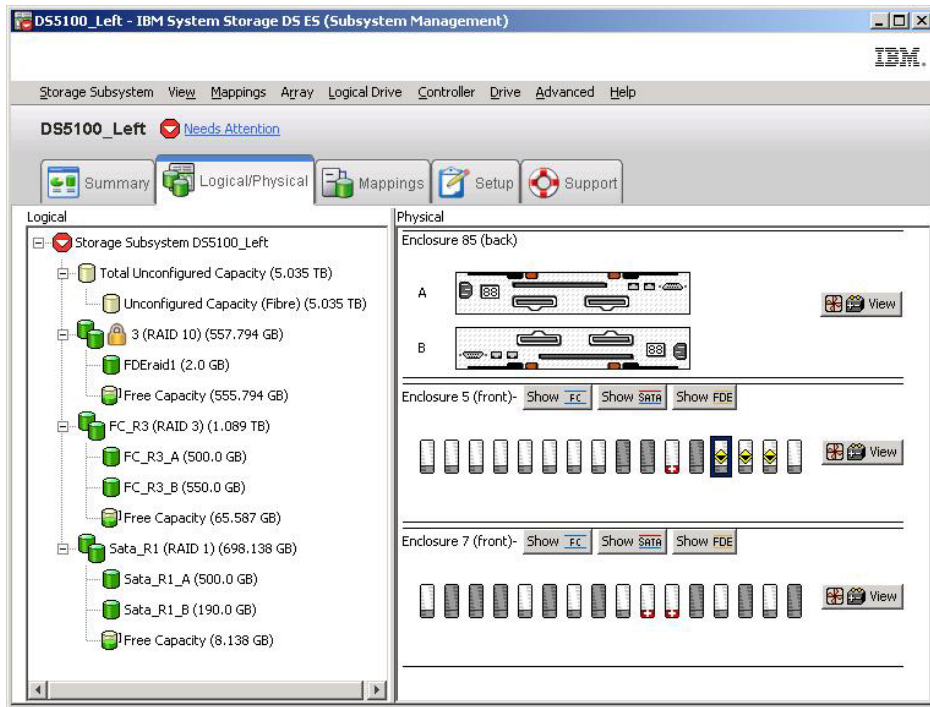 DS5100_Left - IBM System Storage DS ES (Subsystem Management)
IBM.
Storage Subsystem View Mappings Array Logical Drive Controller Drive Advanced Help
DS5100_Left Needs Attention
Summary Logical/Physical Mappings Setup Support
Logical
Storage Subsystem DS5100_Left
Total Unconfigured Capacity (5.035 TB)
Unconfigured Capacity (Fibre) (5.035 TB)
3 (RAID 10) (557.794 GB)
FDEraid1 (2.0 GB)
Free Capacity (555.794 GB)
FC_R3 (RAID 3) (1.089 TB)
FC_R3_A (500.0 GB)
FC_R3_B (550.0 GB)
Free Capacity (65.587 GB)
Sata_R1 (RAID 1) (698.138 GB)
Sata_R1_A (500.0 GB)
Sata_R1_B (190.0 GB)
Free Capacity (8.138 GB)
Physical
Enclosure 85 (back)
A 88 View
B 88
Enclosure 5 (front)- Show FC Show SATA Show FDE
View
Enclosure 7 (front)- Show FC Show SATA Show FDE
View